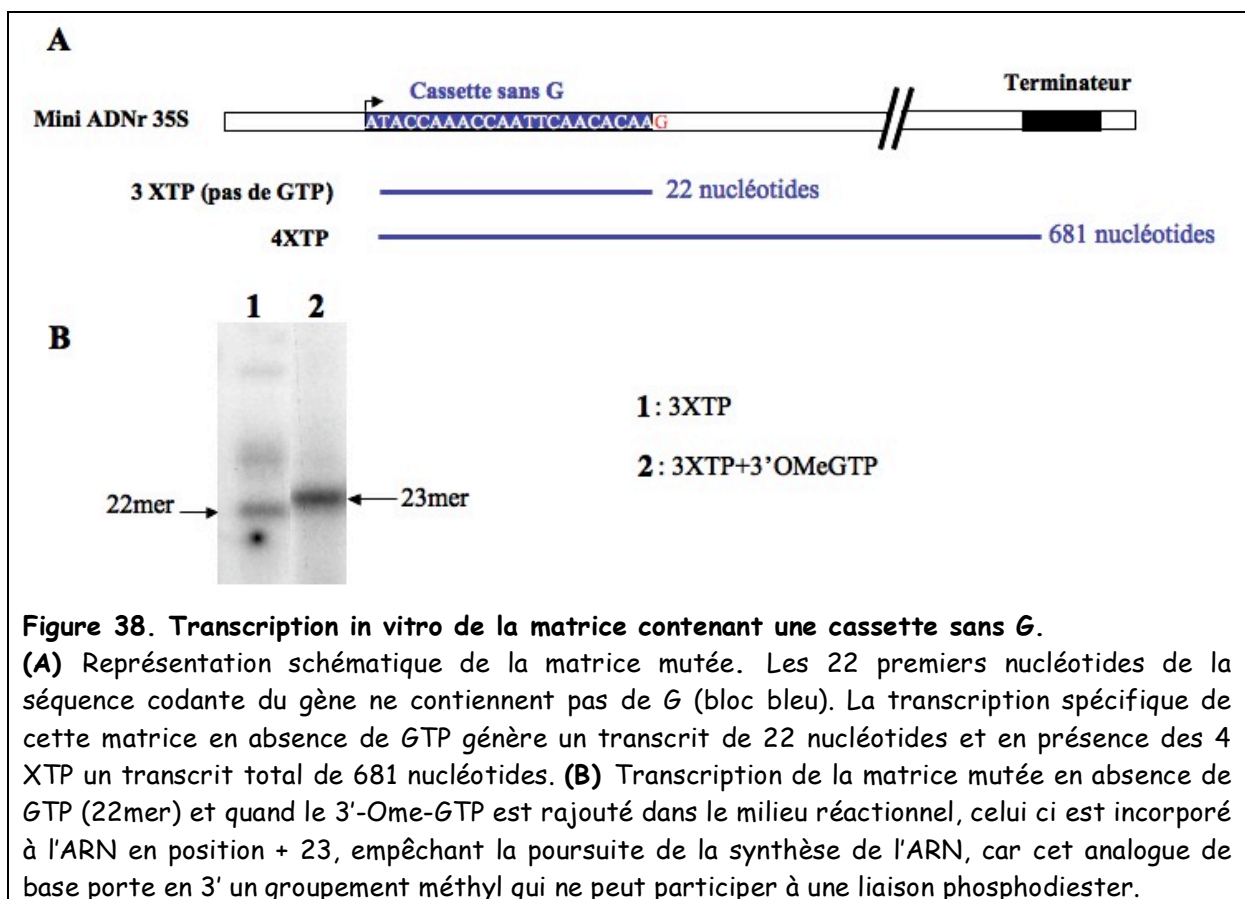 A
Cassette sans G
Terminateur
Mini ADNr 35S
ATACCAAACCAATTCAACACAAG
3 XTP (pas de GTP)
22 nucléotides
4XTP
681 nucléotides
B
1 2
1 : 3XTP
2 : 3XTP+3'OMeGTP
22mer
23mer
Figure 38. Transcription in vitro de la matrice contenant une cassette sans G.
(A) Représentation schématique de la matrice mutée. Les 22 premiers nucléotides de la
séquence codante du gène ne contiennent pas de G (bloc bleu). La transcription spécifique de
cette matrice en absence de GTP génère un transcrit de 22 nucléotides et en présence des 4
XTP un transcrit total de 681 nucléotides. (B) Transcription de la matrice mutée en absence de
GTP (22mer) et quand le 3'-Ome-GTP est rajouté dans le milieu réactionnel, celui ci est incorporé
à l'ARN en position + 23, empêchant la poursuite de la synthèse de l'ARN, car cet analogue de
base porte en 3' un groupement méthyl qui ne peut participer à une liaison phosphodiester.